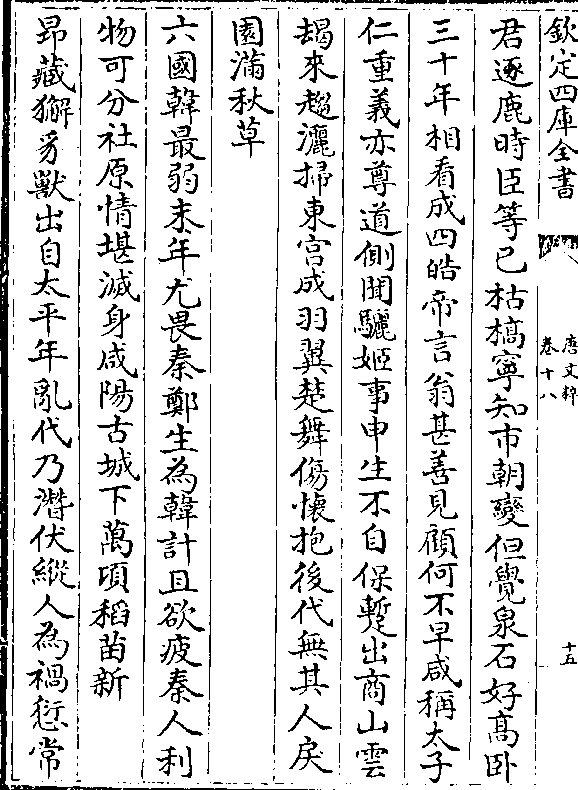 欽定四庫全書
唐文粹
卷十八
十五
君逐鹿時臣等已枯槁寧知市朝變但覺泉石好高卧
三十年相看成四皓帝言翁甚善見顧何不早咸稱太子
仁重義亦尊道側聞驪姬事申生不自保蹔出商山雲
朅來趨灑掃東宫成羽翼楚舞傷懷抱後代無其人戾
園滿秋草
六國韓最弱末年尤畏秦鄭生為韓計且欲疲秦人利
物可分社原情堪滅身咸陽古城下萬頃稻苗新
昂藏獬豸獸出自太平年亂代乃潛伏縱人為禍愆常